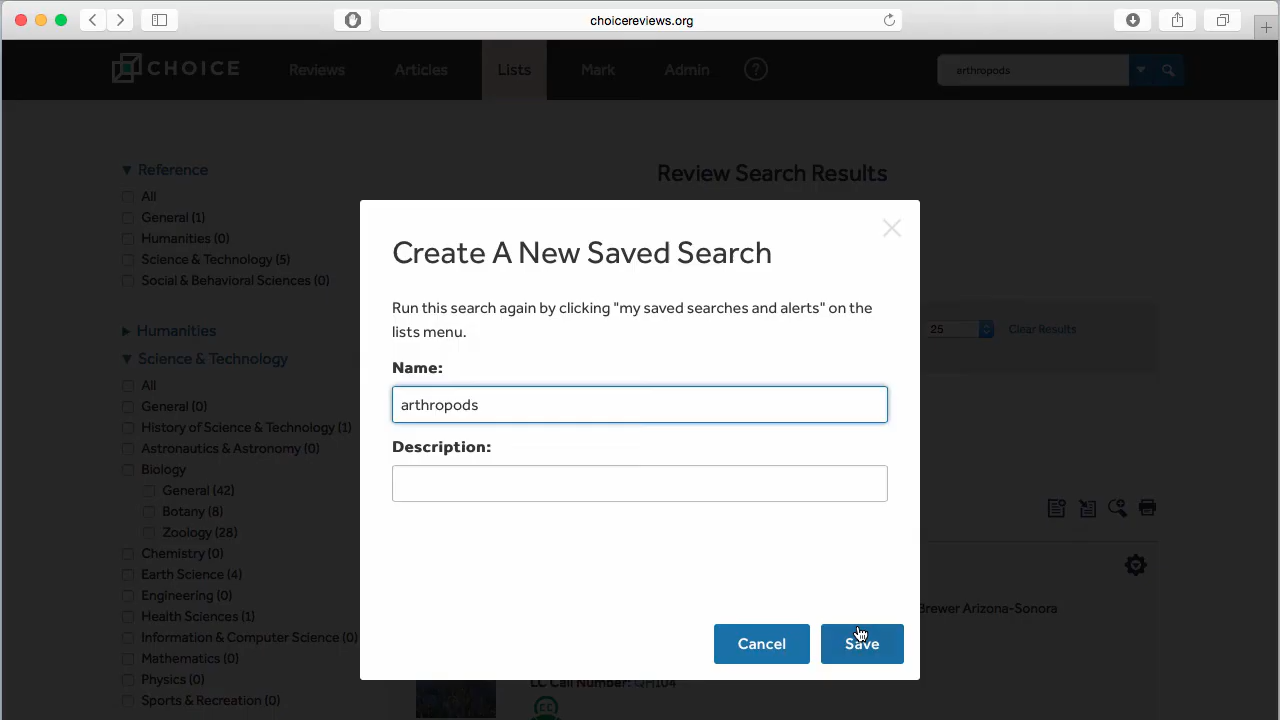 choicereviews.org
CHOICE
Reviews
Articles
Lists
Mark
Admin
?
arthropods
▼ Reference
All
General (1)
Humanities (0)
Science & Technology (5)
Social & Behavioral Sciences (0)
▶ Humanities
▼ Science & Technology
All
General (0)
History of Science & Technology (1)
Astronautics & Astronomy (0)
Biology
General (42)
Botany (8)
Zoology (28)
Chemistry (0)
Earth Science (4)
Engineering (0)
Health Sciences (1)
Information & Computer Science (0)
Mathematics (0)
Physics (0)
Sports & Recreation (0)
Review Search Results
25
Clear Results
Create A New Saved Search
Run this search again by clicking "my saved searches and alerts" on the
lists menu.
Name:
arthropods
Description:
Cancel
Save
Brewer Arizona-Sonora
LC Call Number: QH104
CC